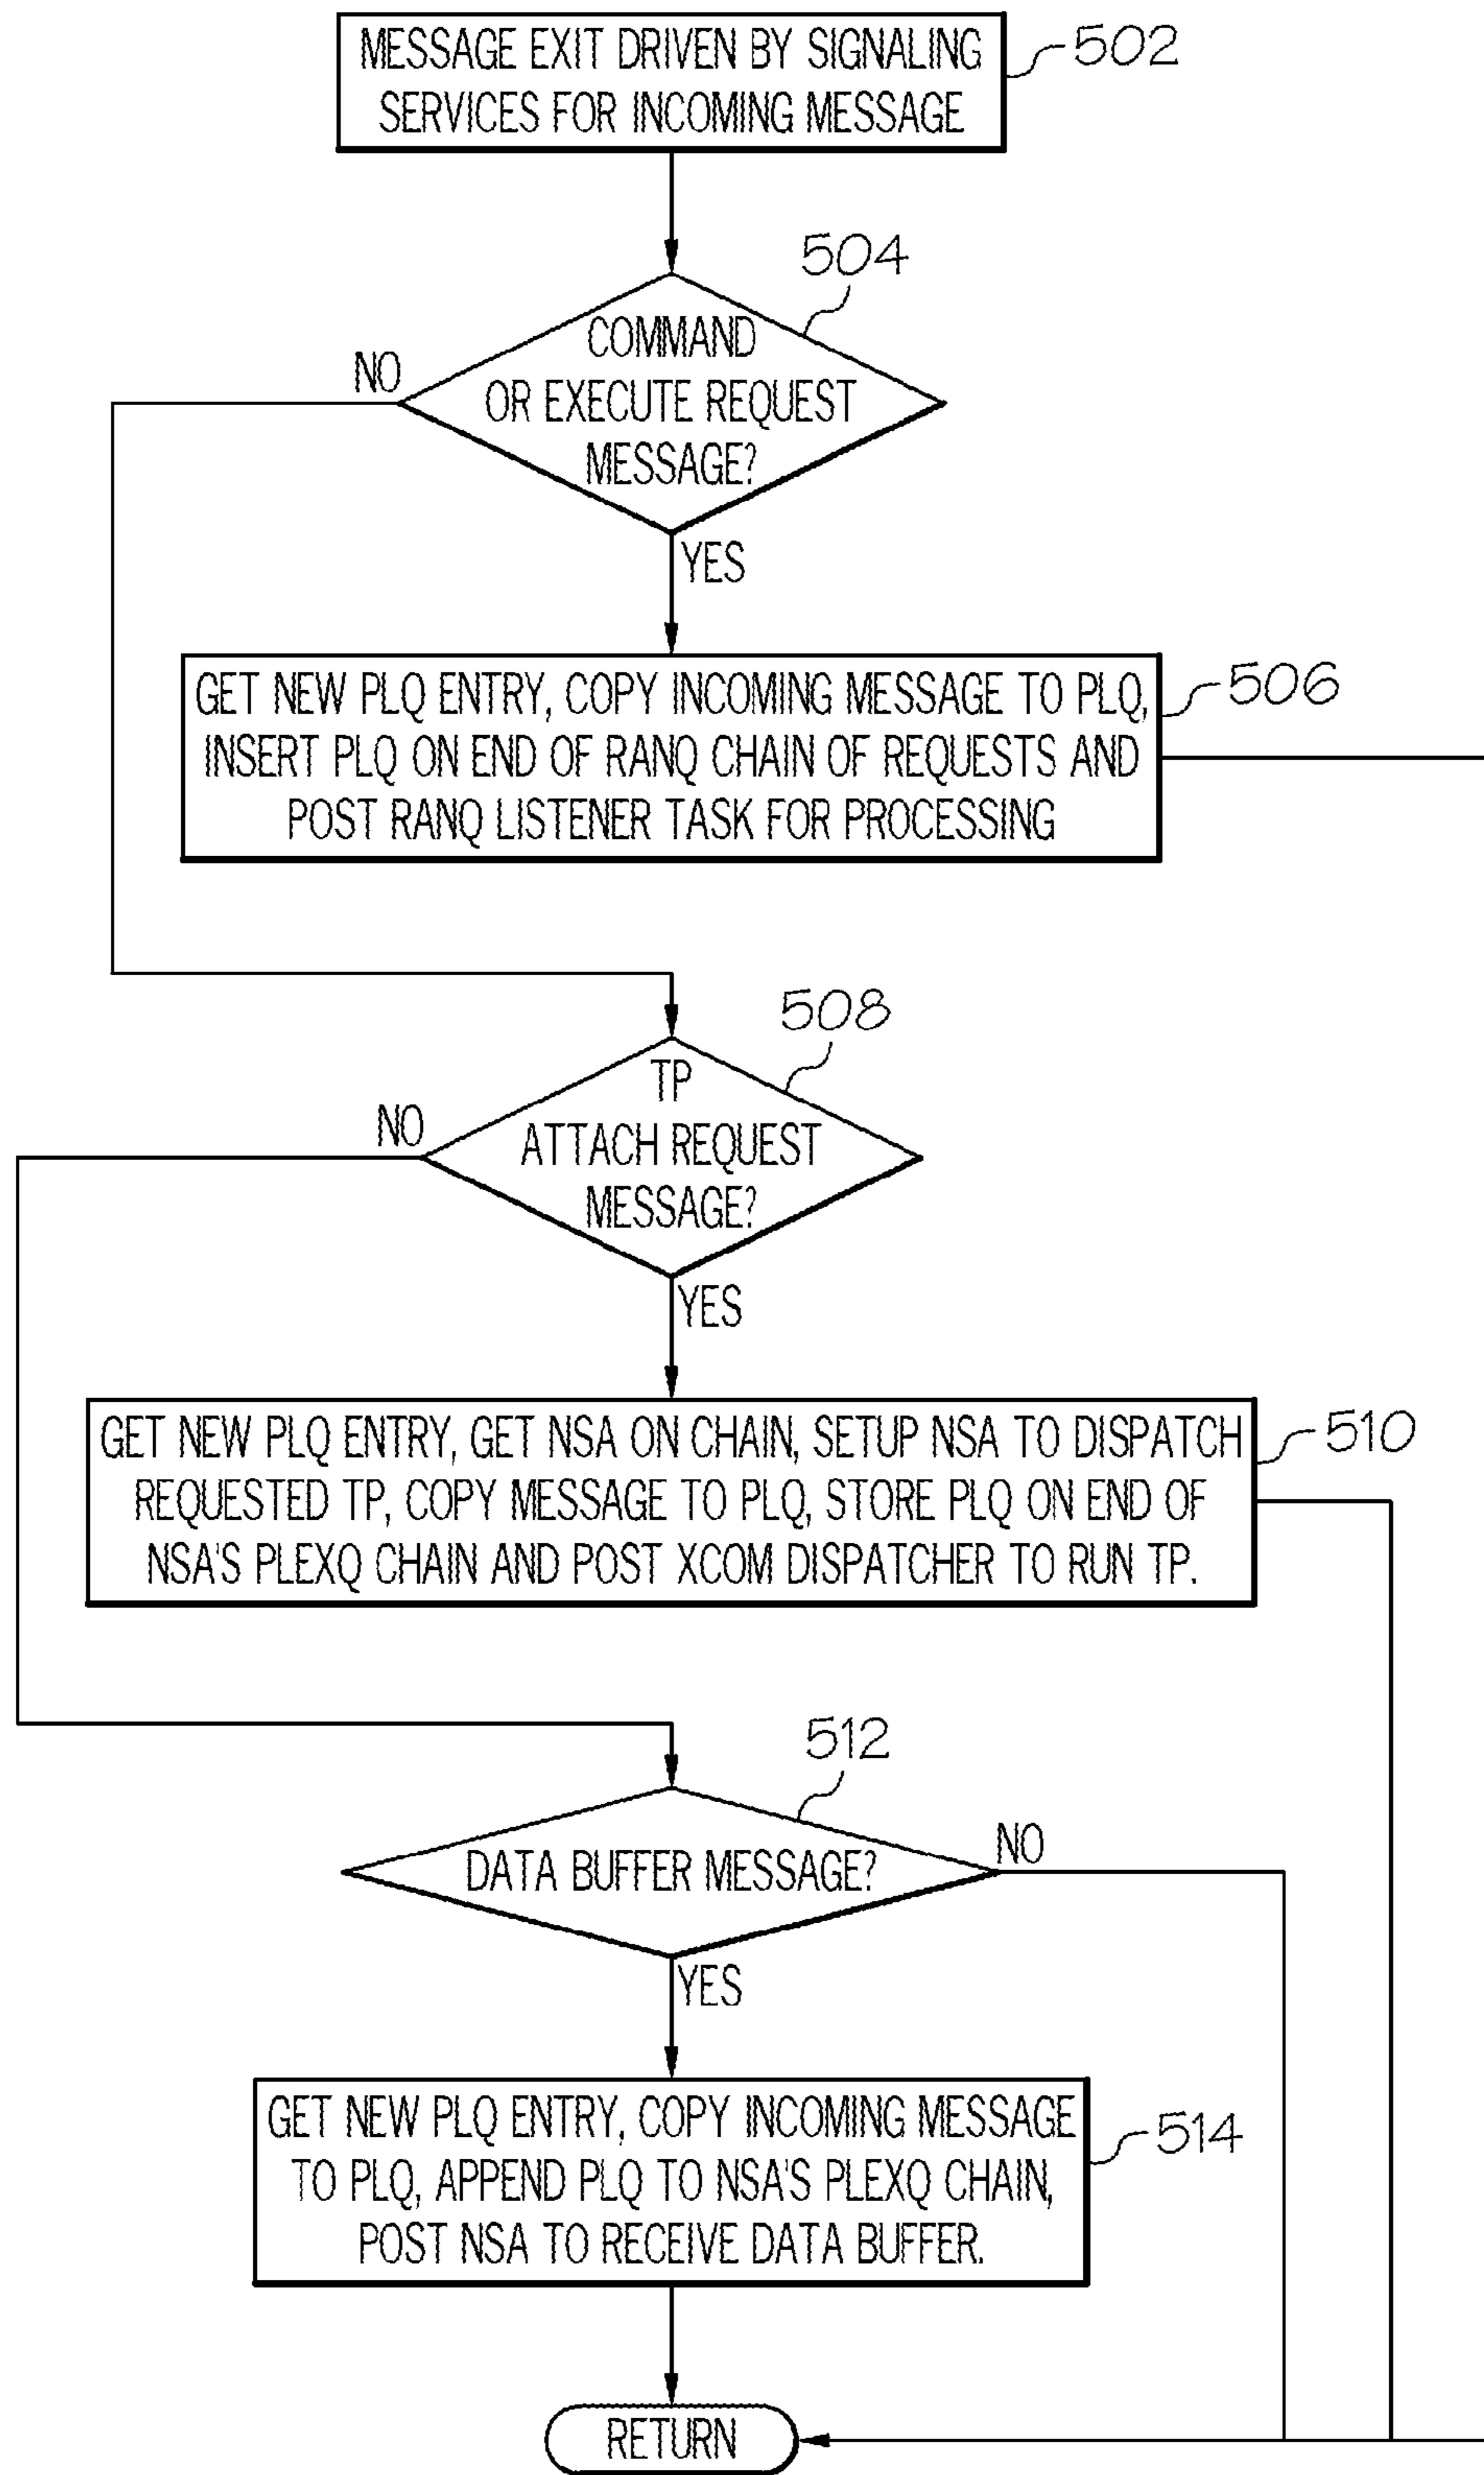 MESSAGE EXIT DRIVEN BY SIGNALING
SERVICES FOR INCOMING MESSAGE
502
504
COMMAND
OR EXECUTE REQUEST
MESSAGE?
NO
YES
GET NEW PLQ ENTRY, COPY INCOMING MESSAGE TO PLQ,
INSERT PLQ ON END OF RANQ CHAIN OF REQUESTS AND
POST RANQ LISTENER TASK FOR PROCESSING
506
508
TP
ATTACH REQUEST
MESSAGE?
NO
YES
GET NEW PLQ ENTRY, GET NSA ON CHAIN, SETUP NSA TO DISPATCH
REQUESTED TP, COPY MESSAGE TO PLQ, STORE PLQ ON END OF
NSA'S PLEXQ CHAIN AND POST XCOM DISPATCHER TO RUN TP.
510
512
DATA BUFFER MESSAGE?
NO
YES
GET NEW PLQ ENTRY, COPY INCOMING MESSAGE
TO PLQ, APPEND PLQ TO NSA'S PLEXQ CHAIN,
POST NSA TO RECEIVE DATA BUFFER.
514
RETURN